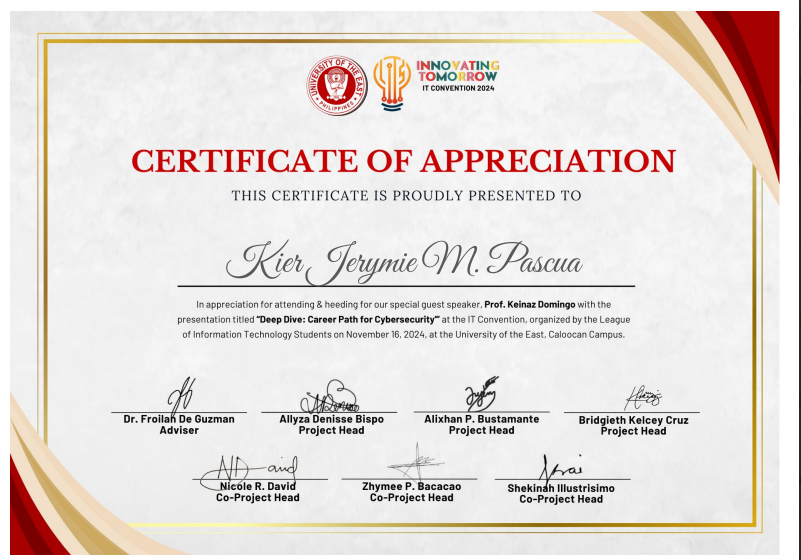 UNIVERSITY OF THE EAST
PHILIPPINES
LITS
INNOVATING
TOMORROW
IT CONVENTION 2024
CERTIFICATE OF APPRECIATION
THIS CERTIFICATE IS PROUDLY PRESENTED TO
Kier Jerymie M. Pascua
In appreciation for attending & heeding for our special guest speaker, Prof. Keinaz Domingo with the
presentation titled “Deep Dive: Career Path for Cybersecurity”" at the IT Convention, organized by the League
of Information Technology Students on November 16, 2024, at the University of the East, Caloocan Campus.
Dr. Froilan De Guzman
Adviser
Allyza Denisse Bispo
Project Head
Alixhan P. Bustamante
Project Head
Bridgieth Kelcey Cruz
Project Head
Nicole R. David
Co-Project Head
Zhymee P. Bacacao
Co-Project Head
Shekinah Illustrisimo
Co-Project Head